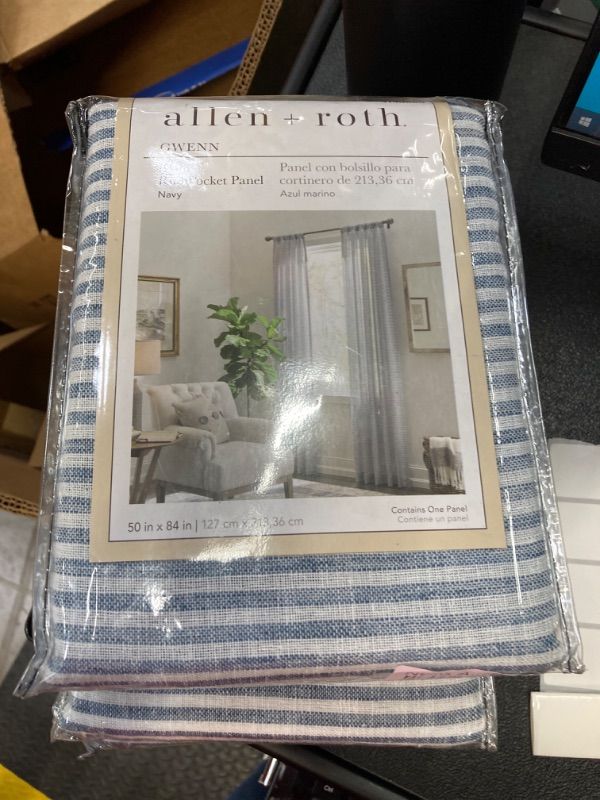 allen + roth.
GWENN
Panel con bolsillo para
Pocket Panel cortinero de 213,36 cm
Navy Azul marino
Contains One Panel
50 in x 84 in | 127 cm x 213,36 cm Contiene un panel